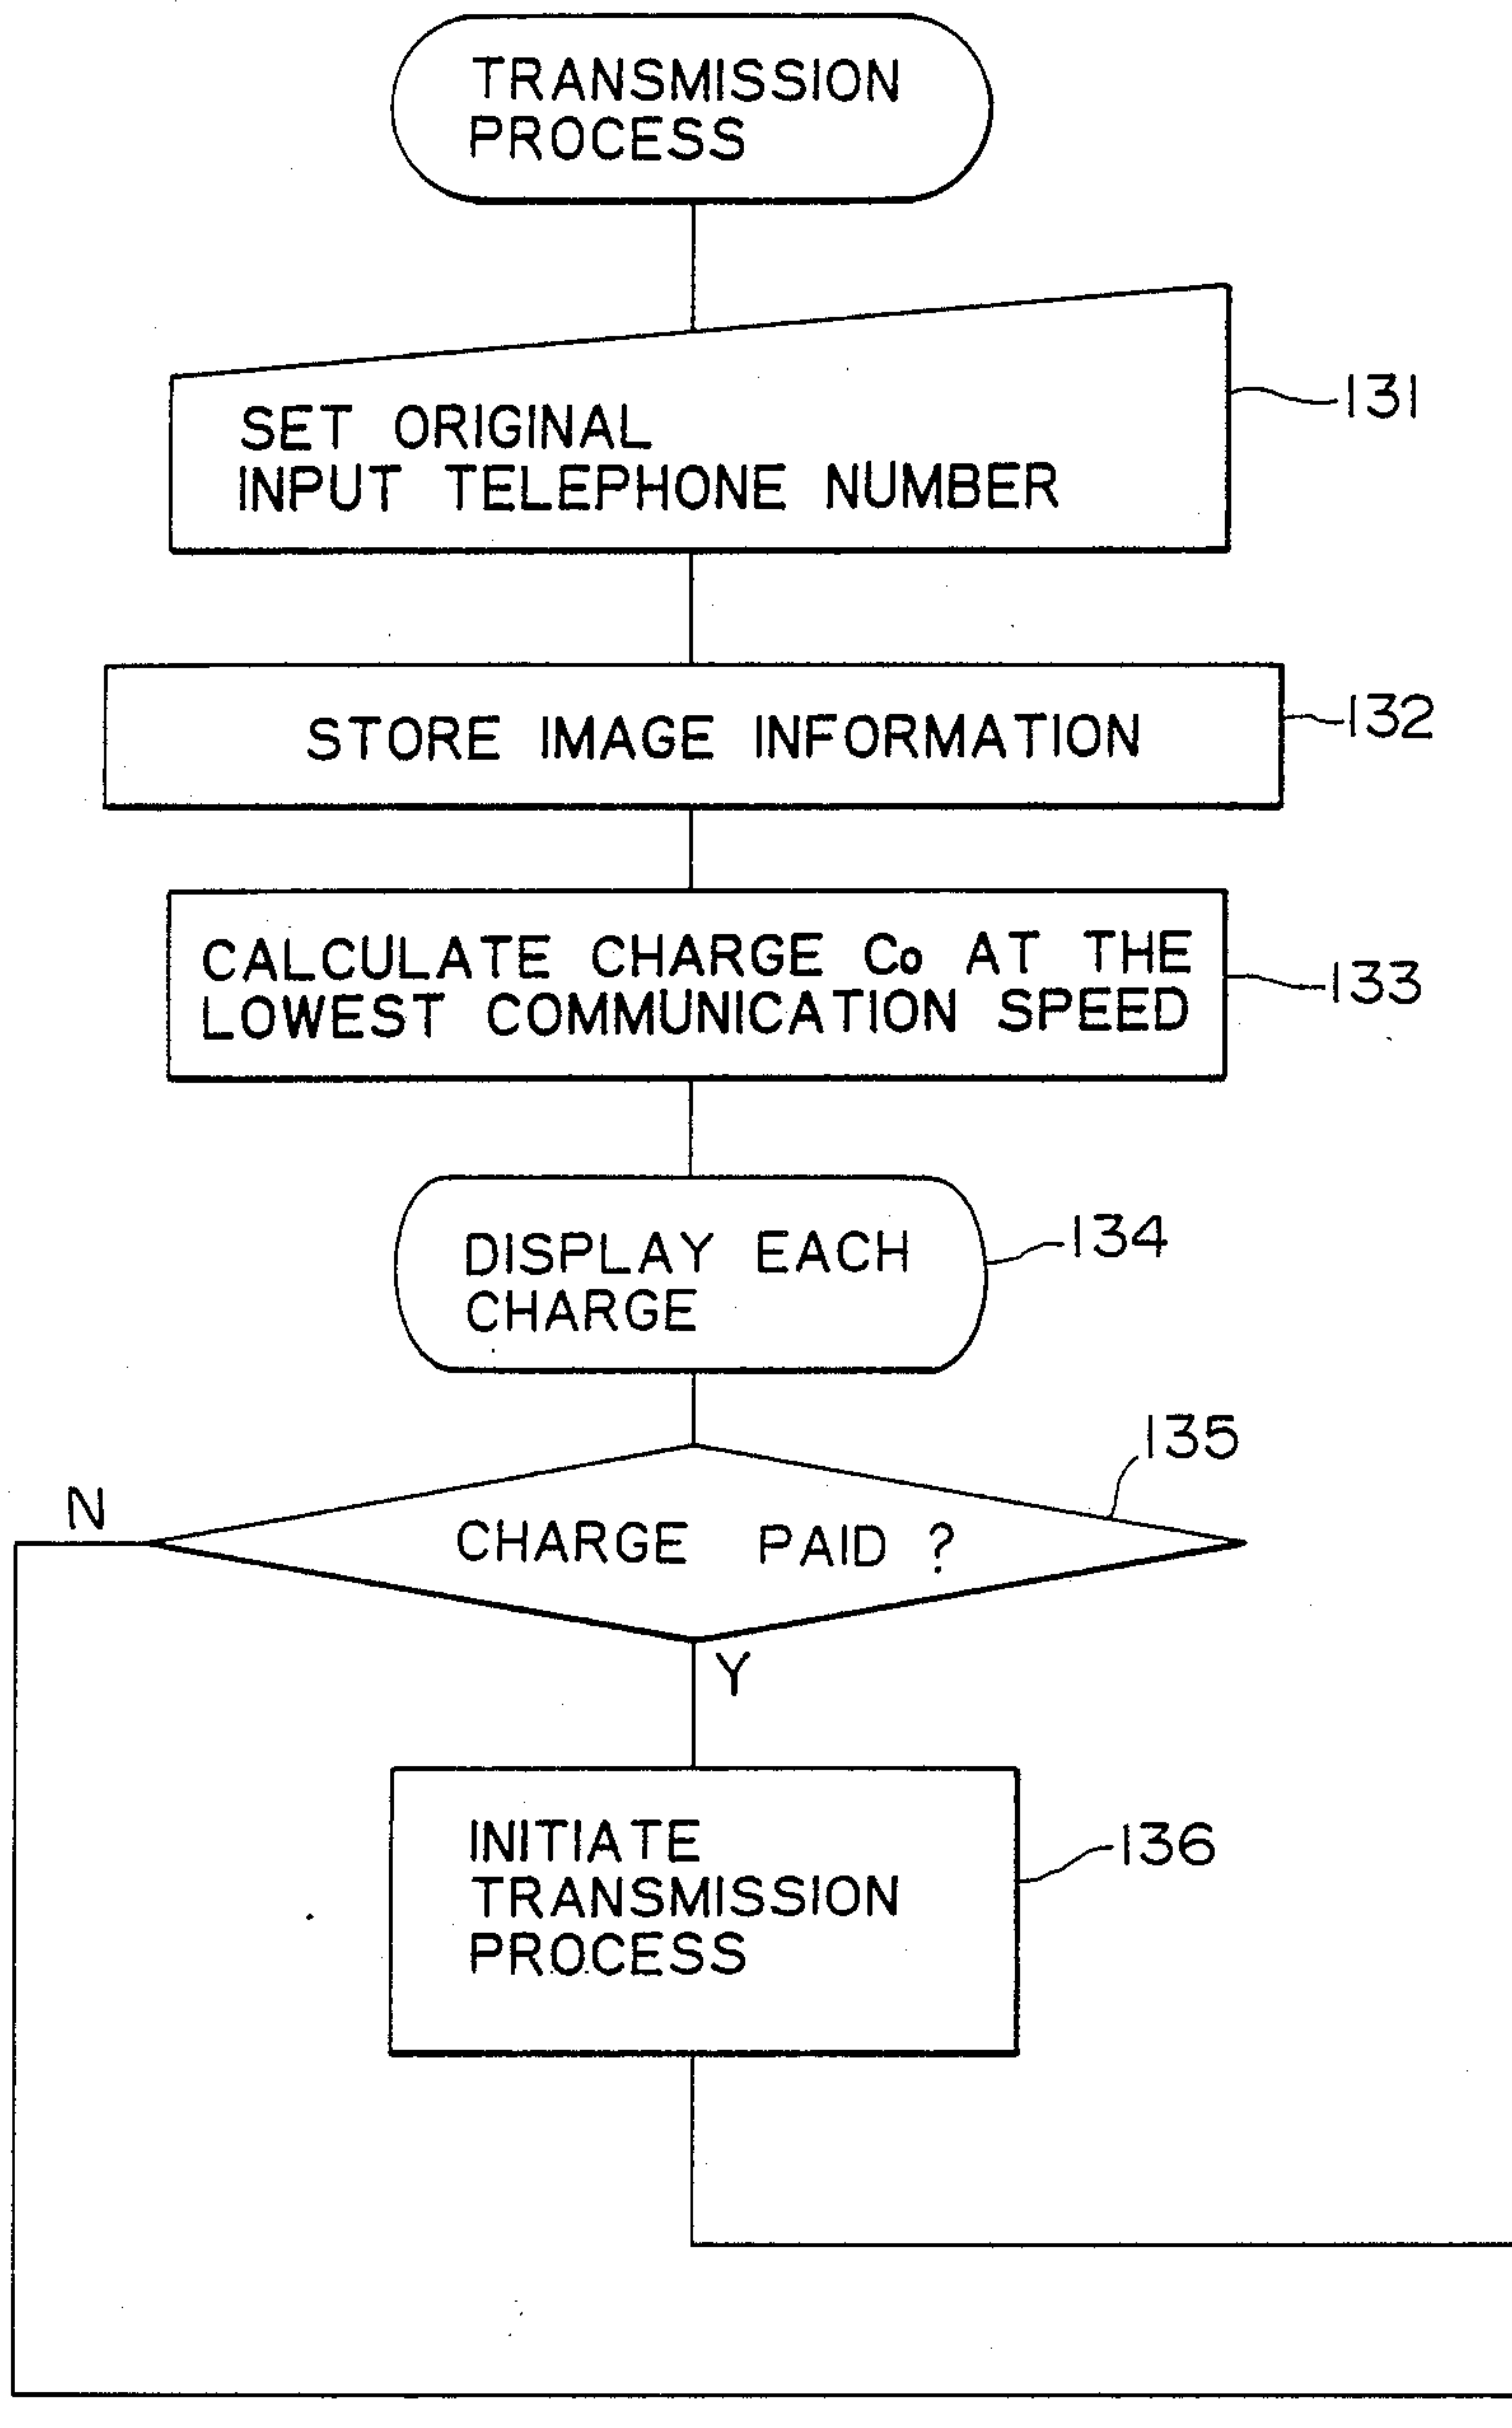 TRANSMISSION
PROCESS
SET ORIGINAL
INPUT TELEPHONE NUMBER
131
STORE IMAGE INFORMATION
132
CALCULATE CHARGE Co AT THE
LOWEST COMMUNICATION SPEED
133
DISPLAY EACH
CHARGE
134
135
N
CHARGE PAID ?
Y
INITIATE
TRANSMISSION
PROCESS
136